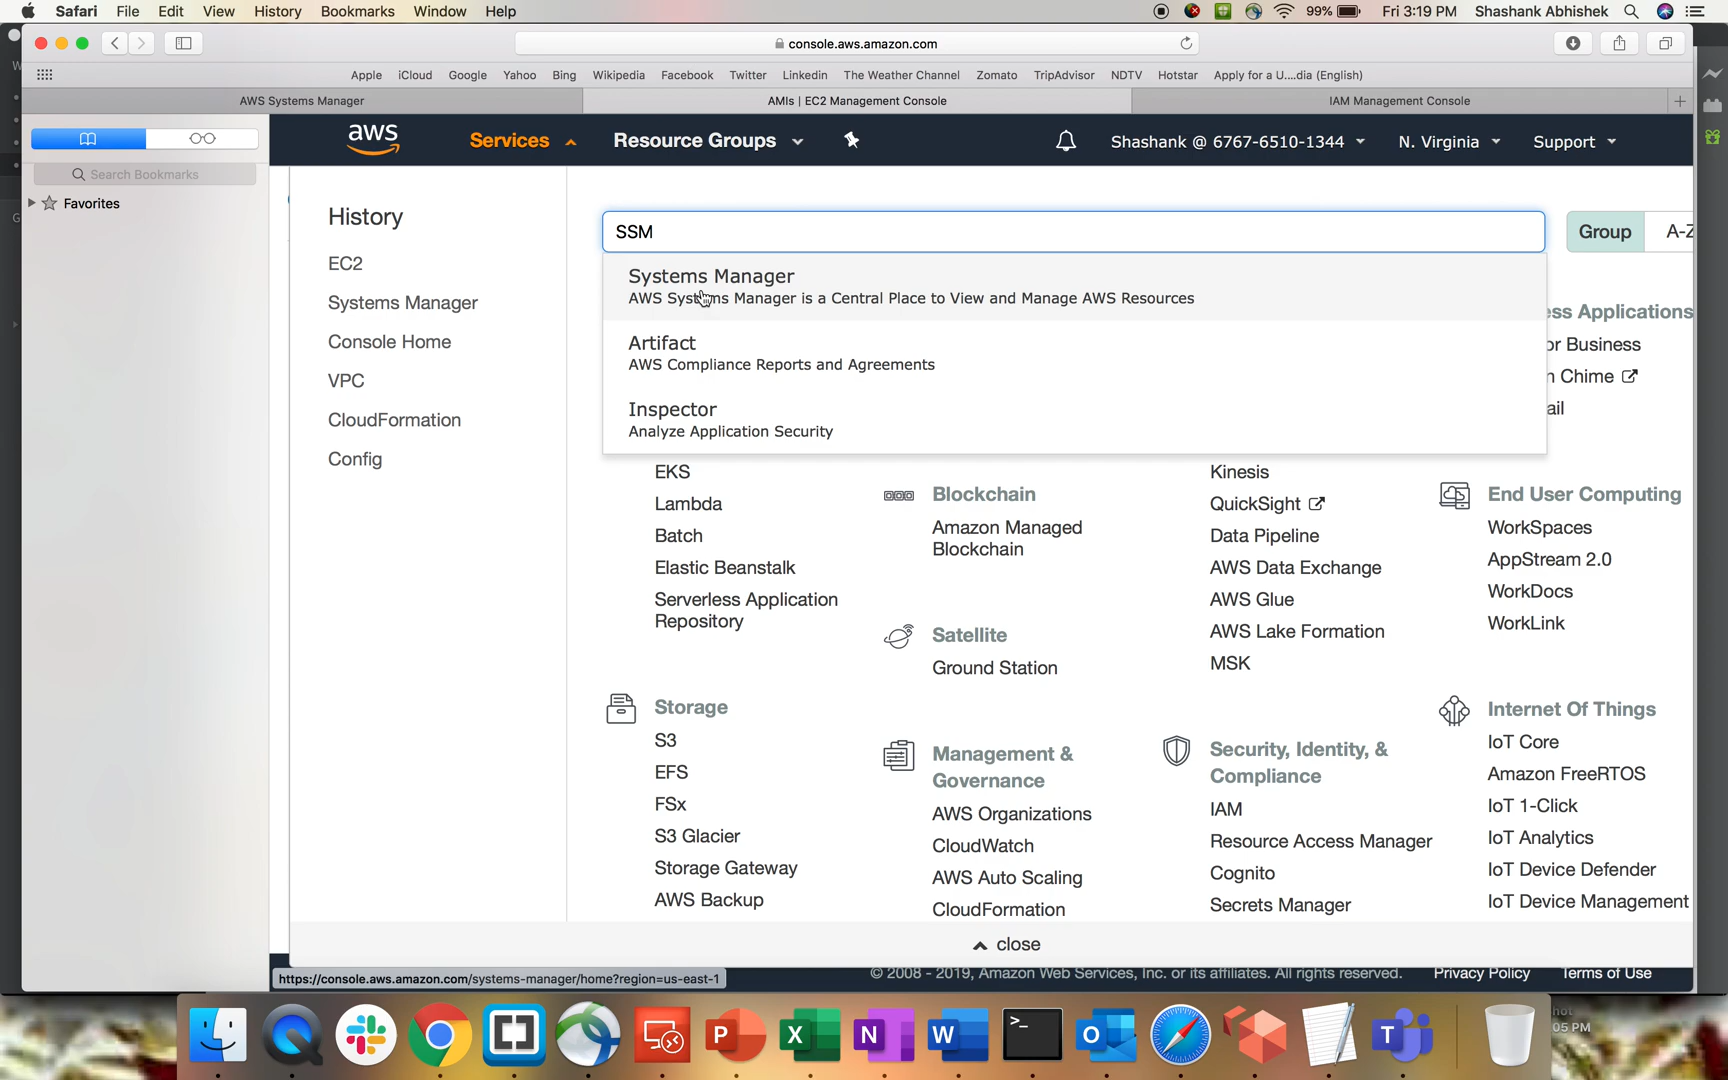 Safari File Edit View History Bookmarks Window Help 99% Fri 3:19 PM Shashank Abhishek
console.aws.amazon.com
Apple iCloud Google Yahoo Bing Wikipedia Facebook Twitter Linkedin The Weather Channel Zomato TripAdvisor NDTV Hotstar Apply for a U....dia (English)
AWS Systems Manager AMIs | EC2 Management Console IAM Management Console
Search Bookmarks
Favorites
aws Services Resource Groups Shashank @ 6767-6510-1344 N. Virginia Support
History
EC2
Systems Manager
Console Home
VPC
CloudFormation
Config
SSM
Group A-Z
Systems Manager
AWS Systems Manager is a Central Place to View and Manage AWS Resources
Artifact
AWS Compliance Reports and Agreements
Inspector
Analyze Application Security
EKS
Lambda
Batch
Elastic Beanstalk
Serverless Application
Repository
Storage
S3
EFS
FSx
S3 Glacier
Storage Gateway
AWS Backup
Blockchain
Amazon Managed
Blockchain
Satellite
Ground Station
Management &
Governance
AWS Organizations
CloudWatch
AWS Auto Scaling
CloudFormation
Kinesis
QuickSight
Data Pipeline
AWS Data Exchange
AWS Glue
AWS Lake Formation
MSK
Security, Identity, &
Compliance
IAM
Resource Access Manager
Cognito
Secrets Manager
ess Applications
or Business
n Chime
ail
End User Computing
WorkSpaces
AppStream 2.0
WorkDocs
WorkLink
Internet Of Things
IoT Core
Amazon FreeRTOS
IoT 1-Click
IoT Analytics
IoT Device Defender
IoT Device Management
close
https://console.aws.amazon.com/systems-manager/home?region=us-east-1
© 2008 - 2019, Amazon Web Services, Inc. or its affiliates. All rights reserved. Privacy Policy Terms of Use
hot
05 PM
P X N W >_ O T